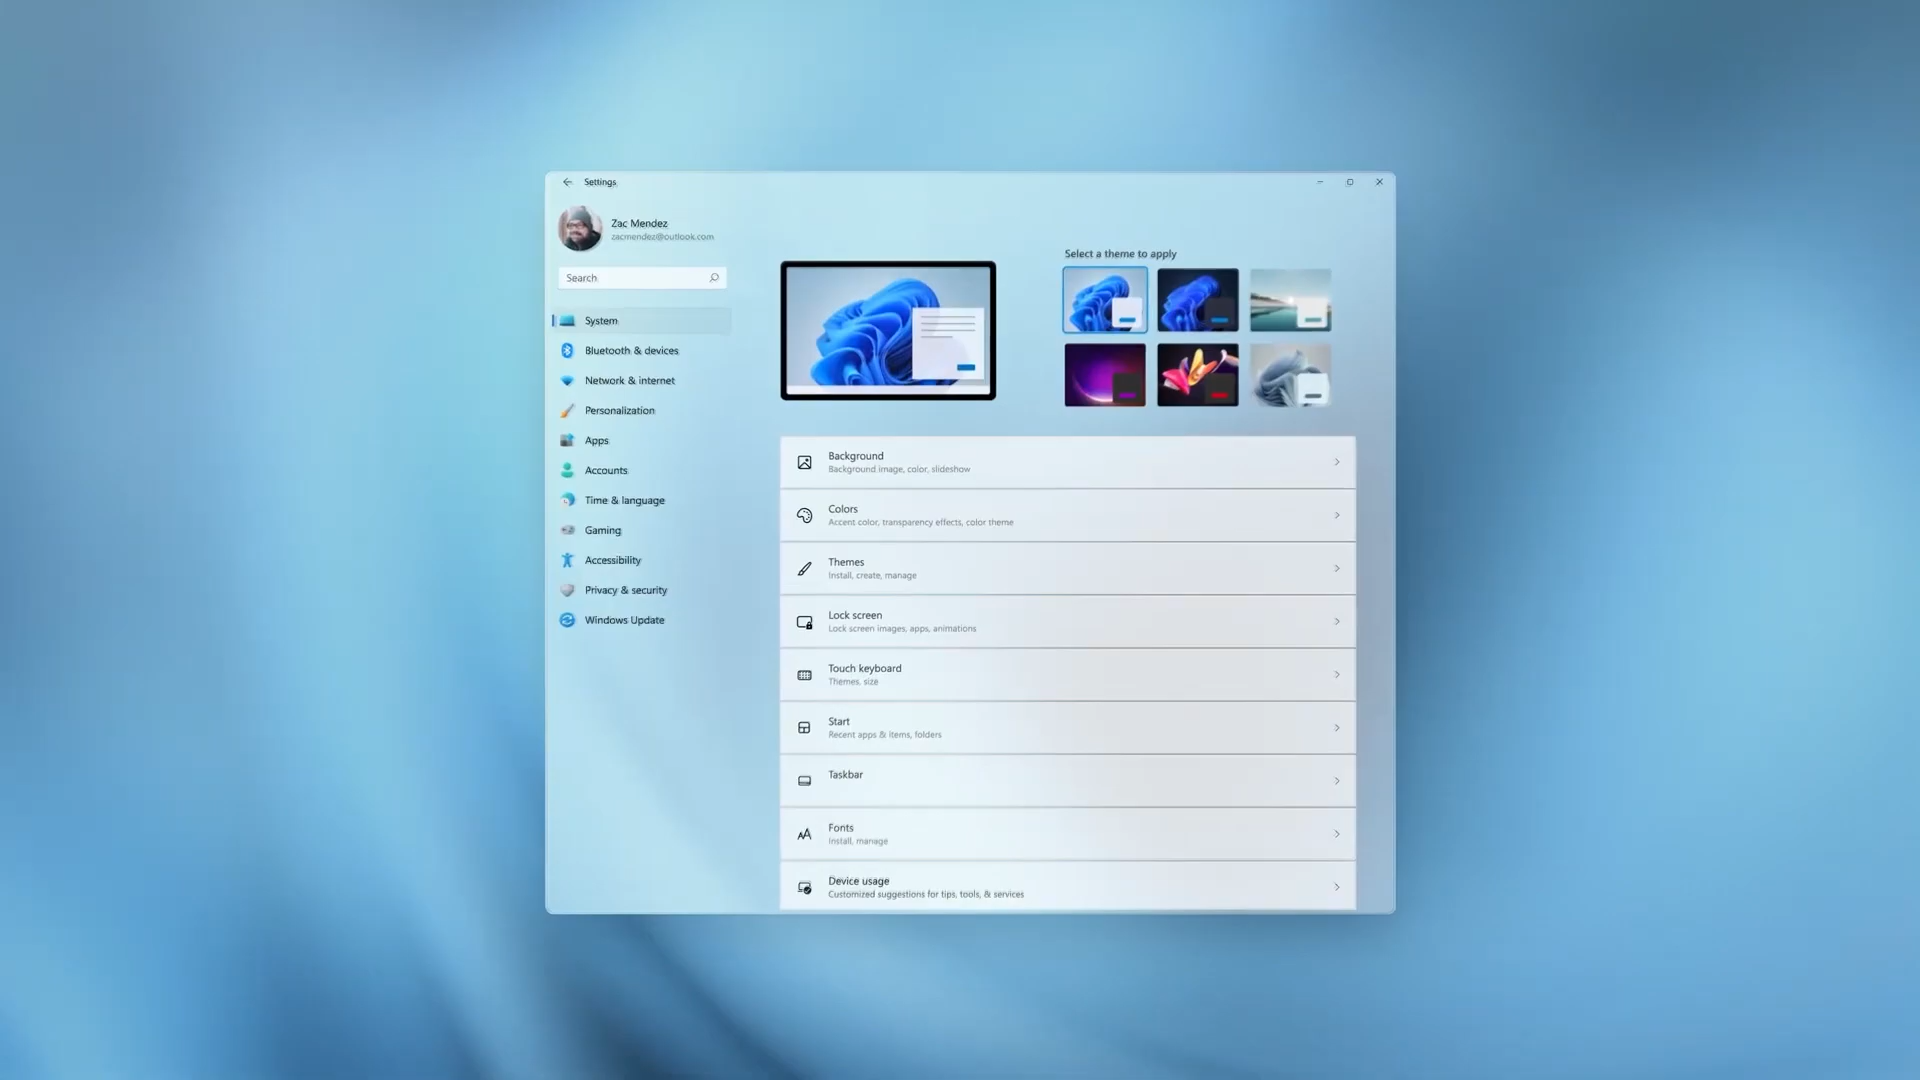 Settings
Zac Mendez
zacmendez@outlook.com
Search
System
Bluetooth & devices
Network & internet
Personalization
Apps
Accounts
Time & language
Gaming
Accessibility
Privacy & security
Windows Update
Select a theme to apply
Background
Background image, color, slideshow
Colors
Accent color, transparency effects, color theme
Themes
Install, create, manage
Lock screen
Lock screen images, apps, animations
Touch keyboard
Themes, size
Start
Recent apps & items, folders
Taskbar
Fonts
Install, manage
Device usage
Customized suggestions for tips, tools, & services